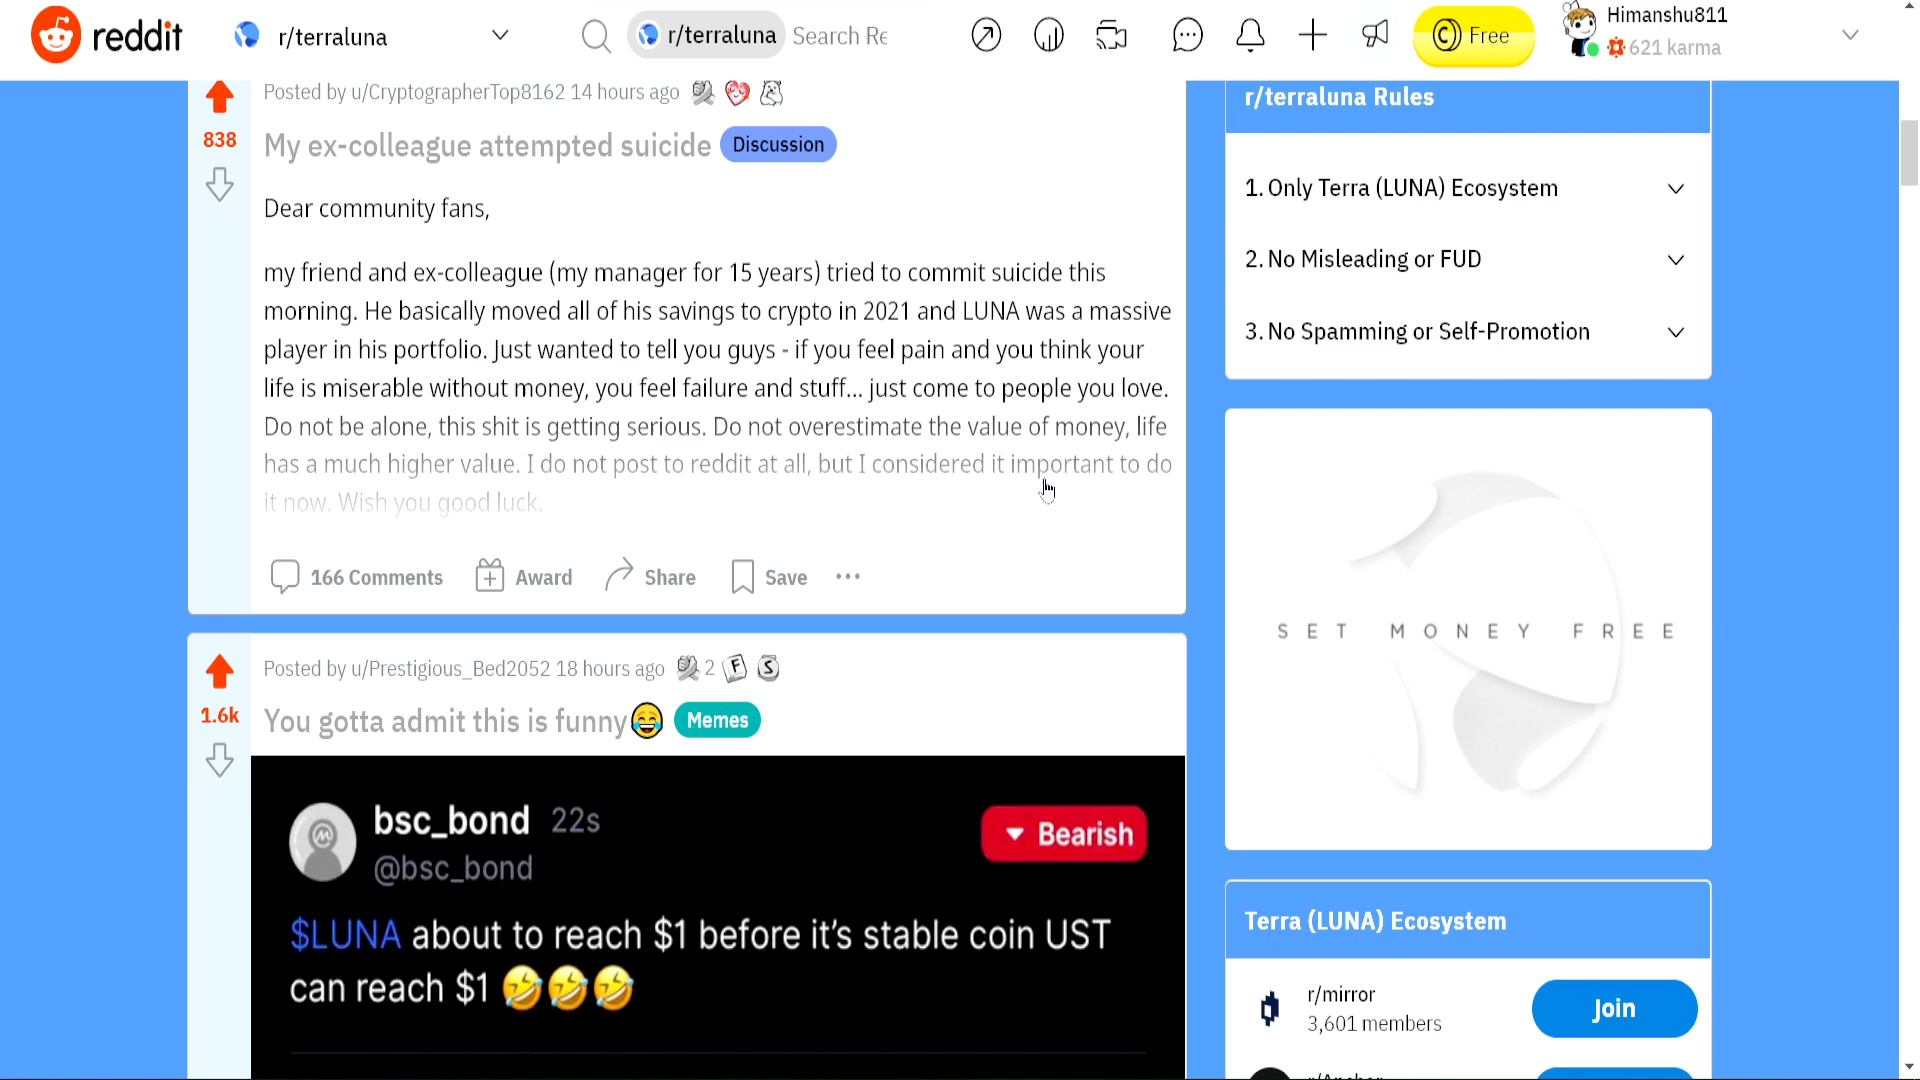 reddit
r/terraluna
r/terraluna
Search Re
Free
Himanshu811
621 karma
Posted by u/CryptographerTop8162 14 hours ago
838
My ex-colleague attempted suicide
Discussion
Dear community fans,
my friend and ex-colleague (my manager for 15 years) tried to commit suicide this
morning. He basically moved all of his savings to crypto in 2021 and LUNA was a massive
player in his portfolio. Just wanted to tell you guys - if you feel pain and you think your
life is miserable without money, you feel failure and stuff... just come to people you love.
Do not be alone, this shit is getting serious. Do not overestimate the value of money, life
has a much higher value. I do not post to reddit at all, but I considered it important to do
it now. Wish you good luck.
166 Comments
Award
Share
Save
Posted by u/Prestigious_Bed2052 18 hours ago
2
F
S
1.6k
You gotta admit this is funny😂
Memes
bsc_bond 22s
@bsc_bond
Bearish
$LUNA about to reach $1 before it's stable coin UST
can reach $1 🤣🤣🤣
r/terraluna Rules
1. Only Terra (LUNA) Ecosystem
2. No Misleading or FUD
3. No Spamming or Self-Promotion
SET MONEY FREE
Terra (LUNA) Ecosystem
r/mirror
3,601 members
Join